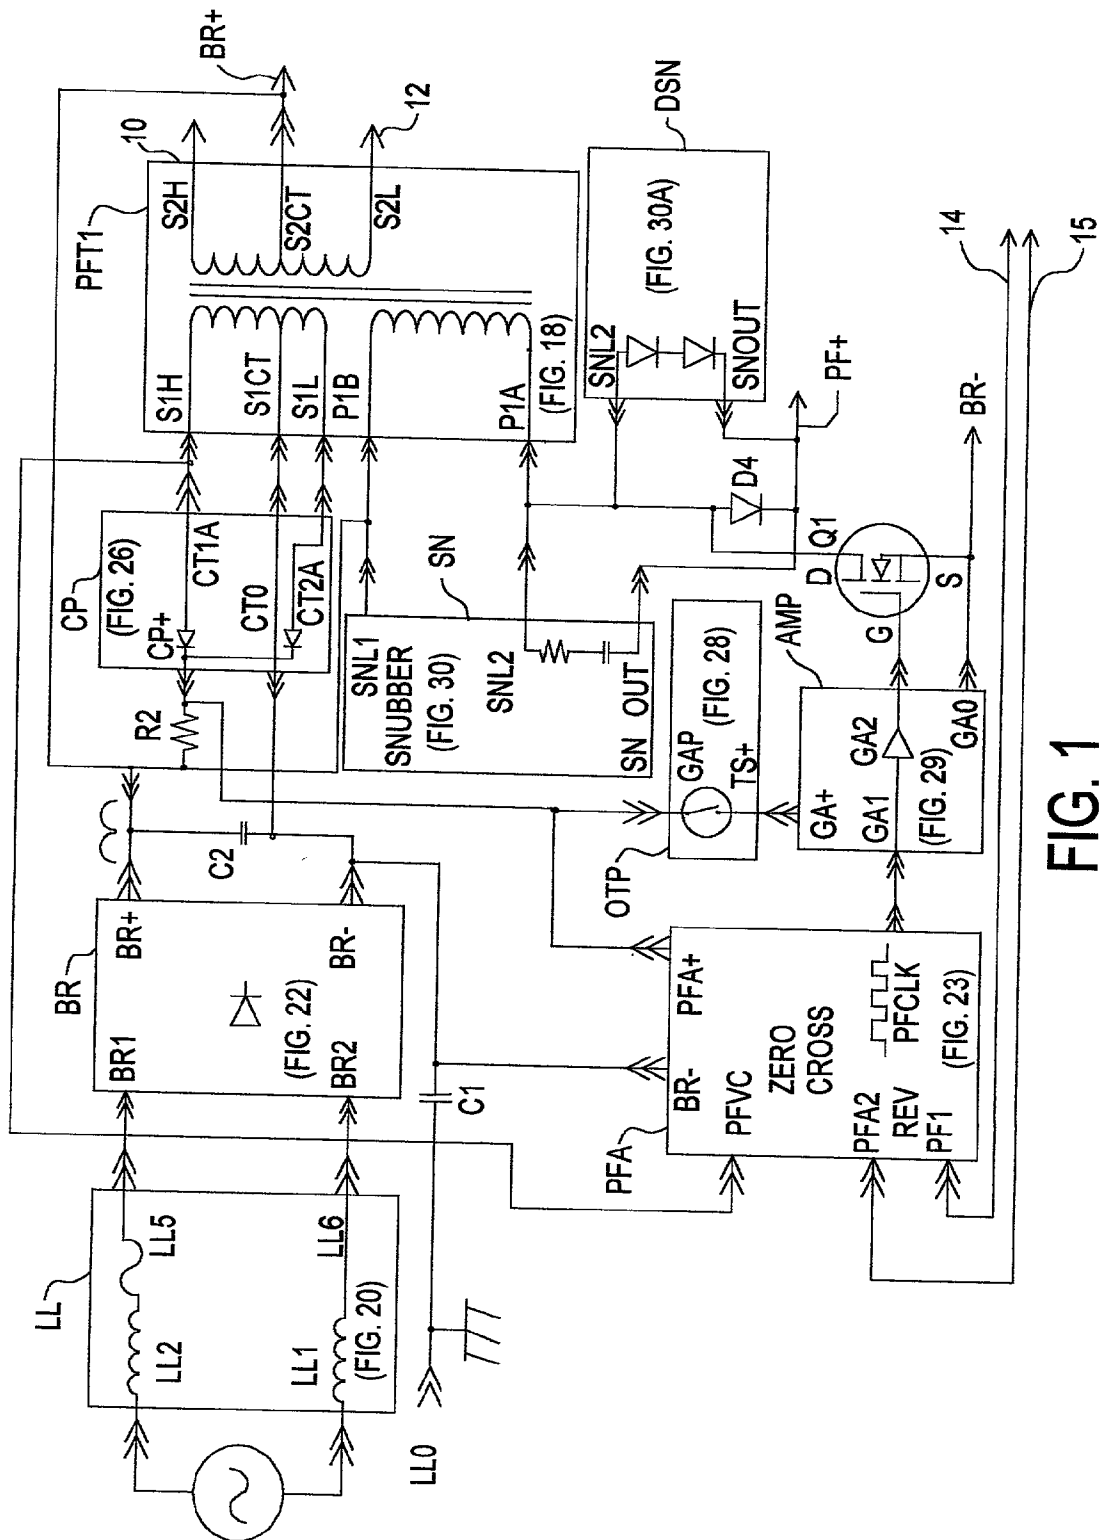 LL
LL2
LL5
LL1
LL6
(FIG. 20)
LL0
BR
BR1
BR+
(FIG. 22)
BR2
BR-
C1
C2
R2
CP
(FIG. 26)
CP+
CT1A
CT0
CT2A
PFT1
10
S1H
S2H
BR+
S1CT
S2CT
S1L
S2L
12
P1B
P1A
(FIG. 18)
SNL1
SNUBBER
(FIG. 30)
SNL2
SN
SN OUT
DSN
SNL2
(FIG. 30A)
SNOUT
D4
PF+
OTP
GAP
(FIG. 28)
TS+
PFA
BR-
PFA+
PFVC
ZERO
CROSS
PFA2
REV
PF1
PFCLK
(FIG. 23)
AMP
GA+
GA1
GA2
(FIG. 29)
GA0
D
Q1
G
S
BR-
14
15
FIG. 1